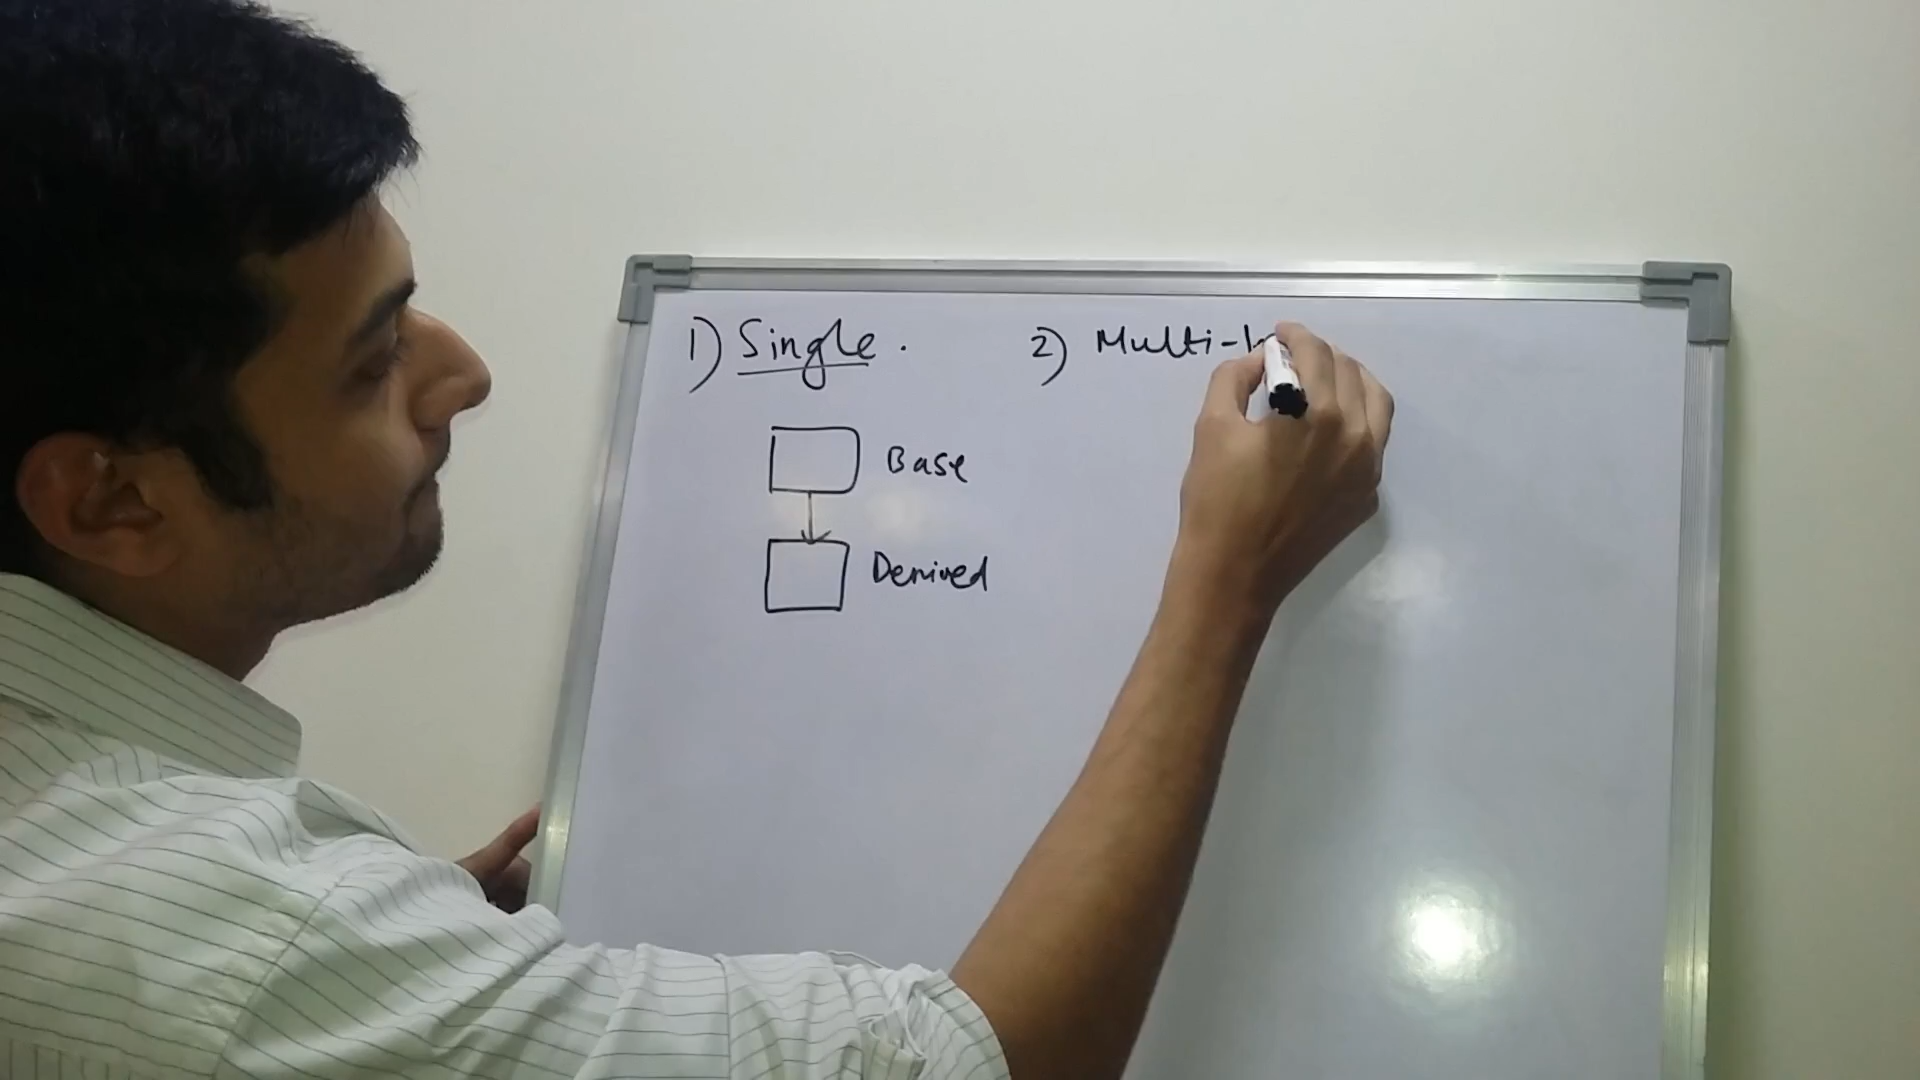 1) Single.
2) Multi-
Base
Derived